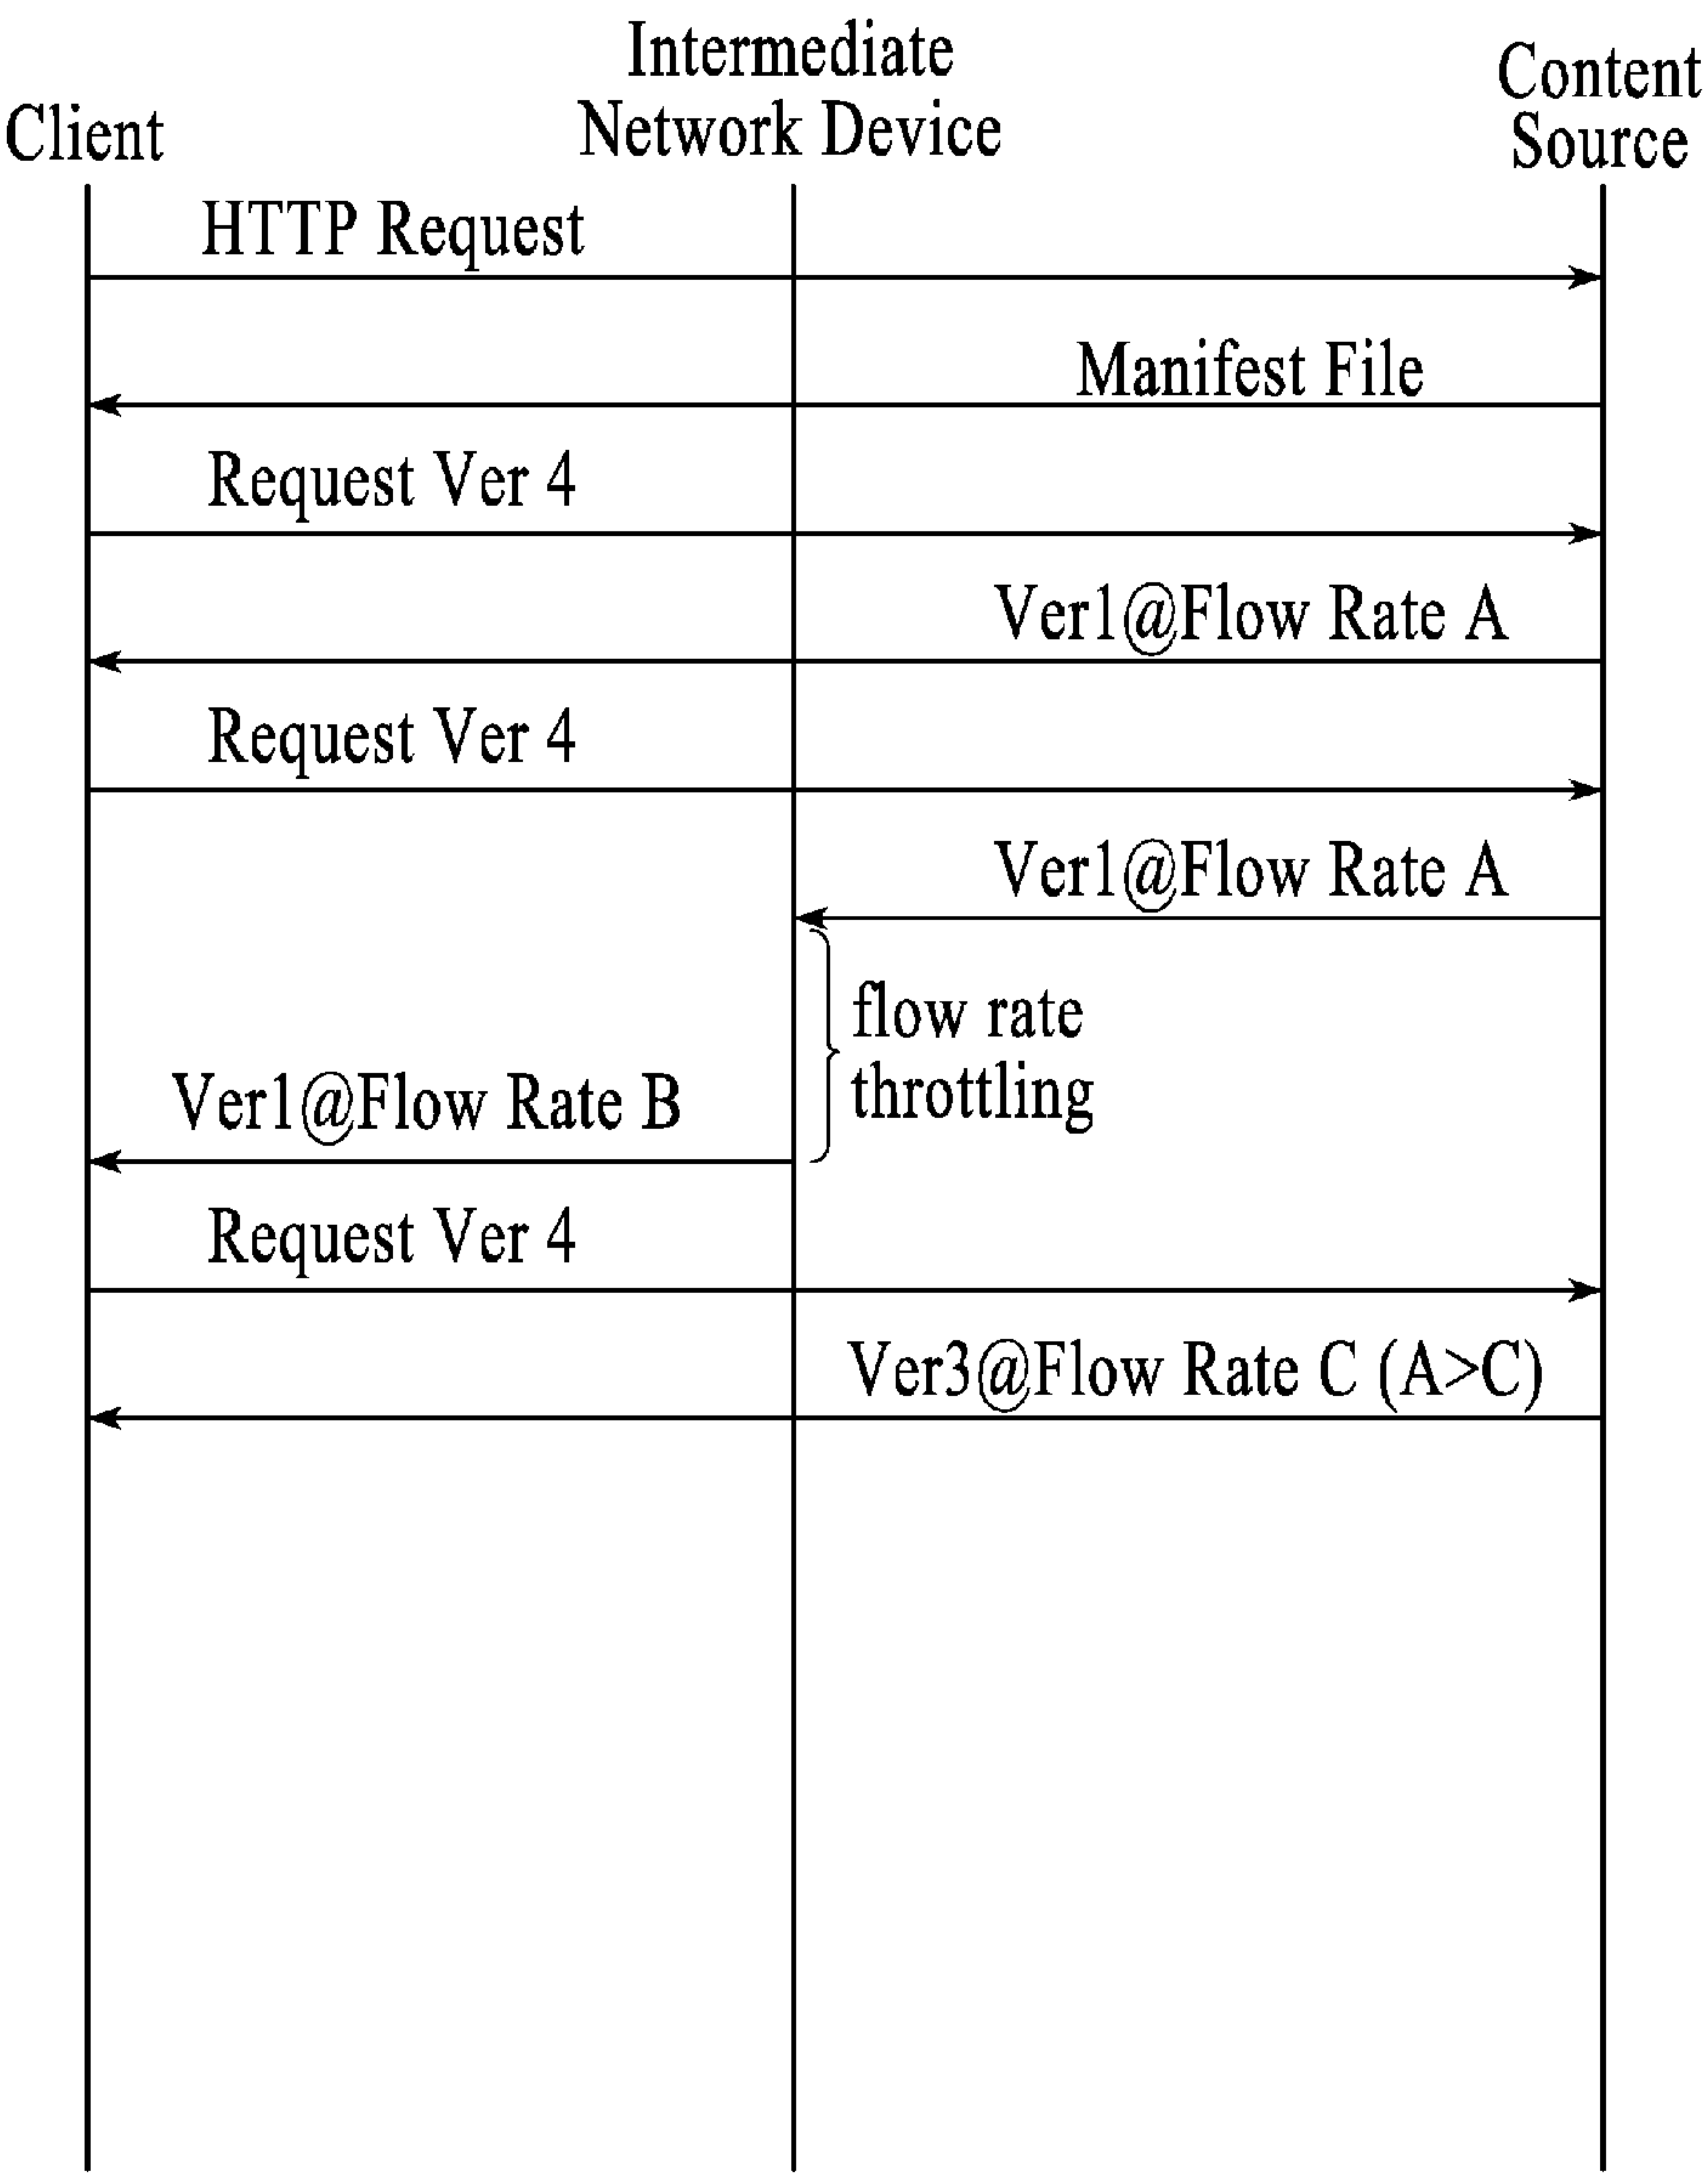 Client
Intermediate
Network Device
Content
Source
HTTP Request
Manifest File
Request Ver 4
Ver1@Flow Rate A
Request Ver 4
Ver1@Flow Rate A
flow rate
throttling
Ver1@Flow Rate B
Request Ver 4
Ver3@Flow Rate C (A>C)